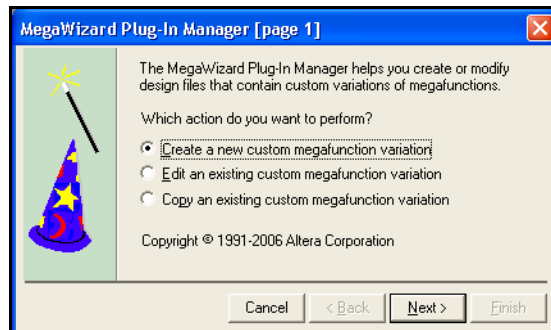 MegaWizard Plug-In Manager [page 1]
The MegaWizard Plug-In Manager helps you create or modify
design files that contain custom variations of megafunctions.
Which action do you want to perform?
Create a new custom megafunction variation
Edit an existing custom megafunction variation
Copy an existing custom megafunction variation
Copyright © 1991-2006 Altera Corporation
Cancel < Back Next > Finish